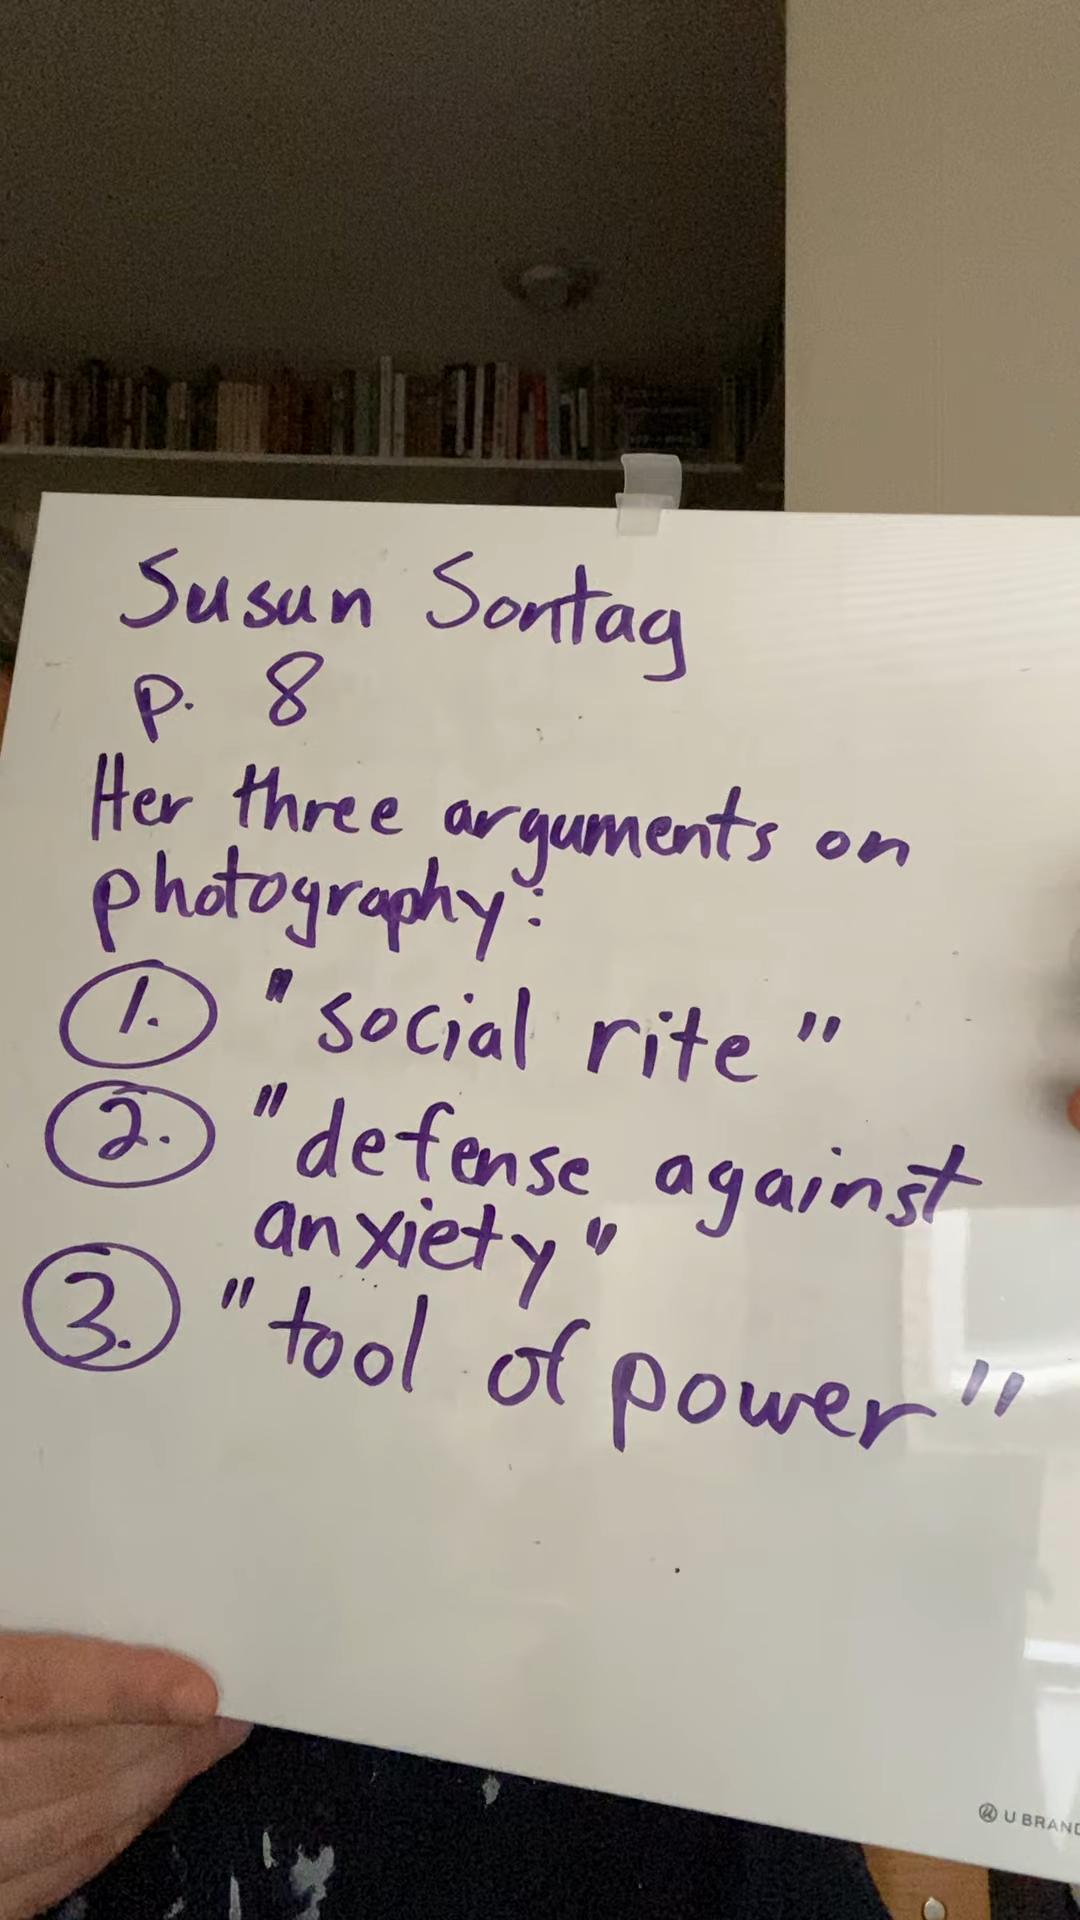 Susan Sontag
p. 8
Her three arguments on
photography:
1. "social rite"
2. "defense against
anxiety"
3. "tool of power"
U BRAND